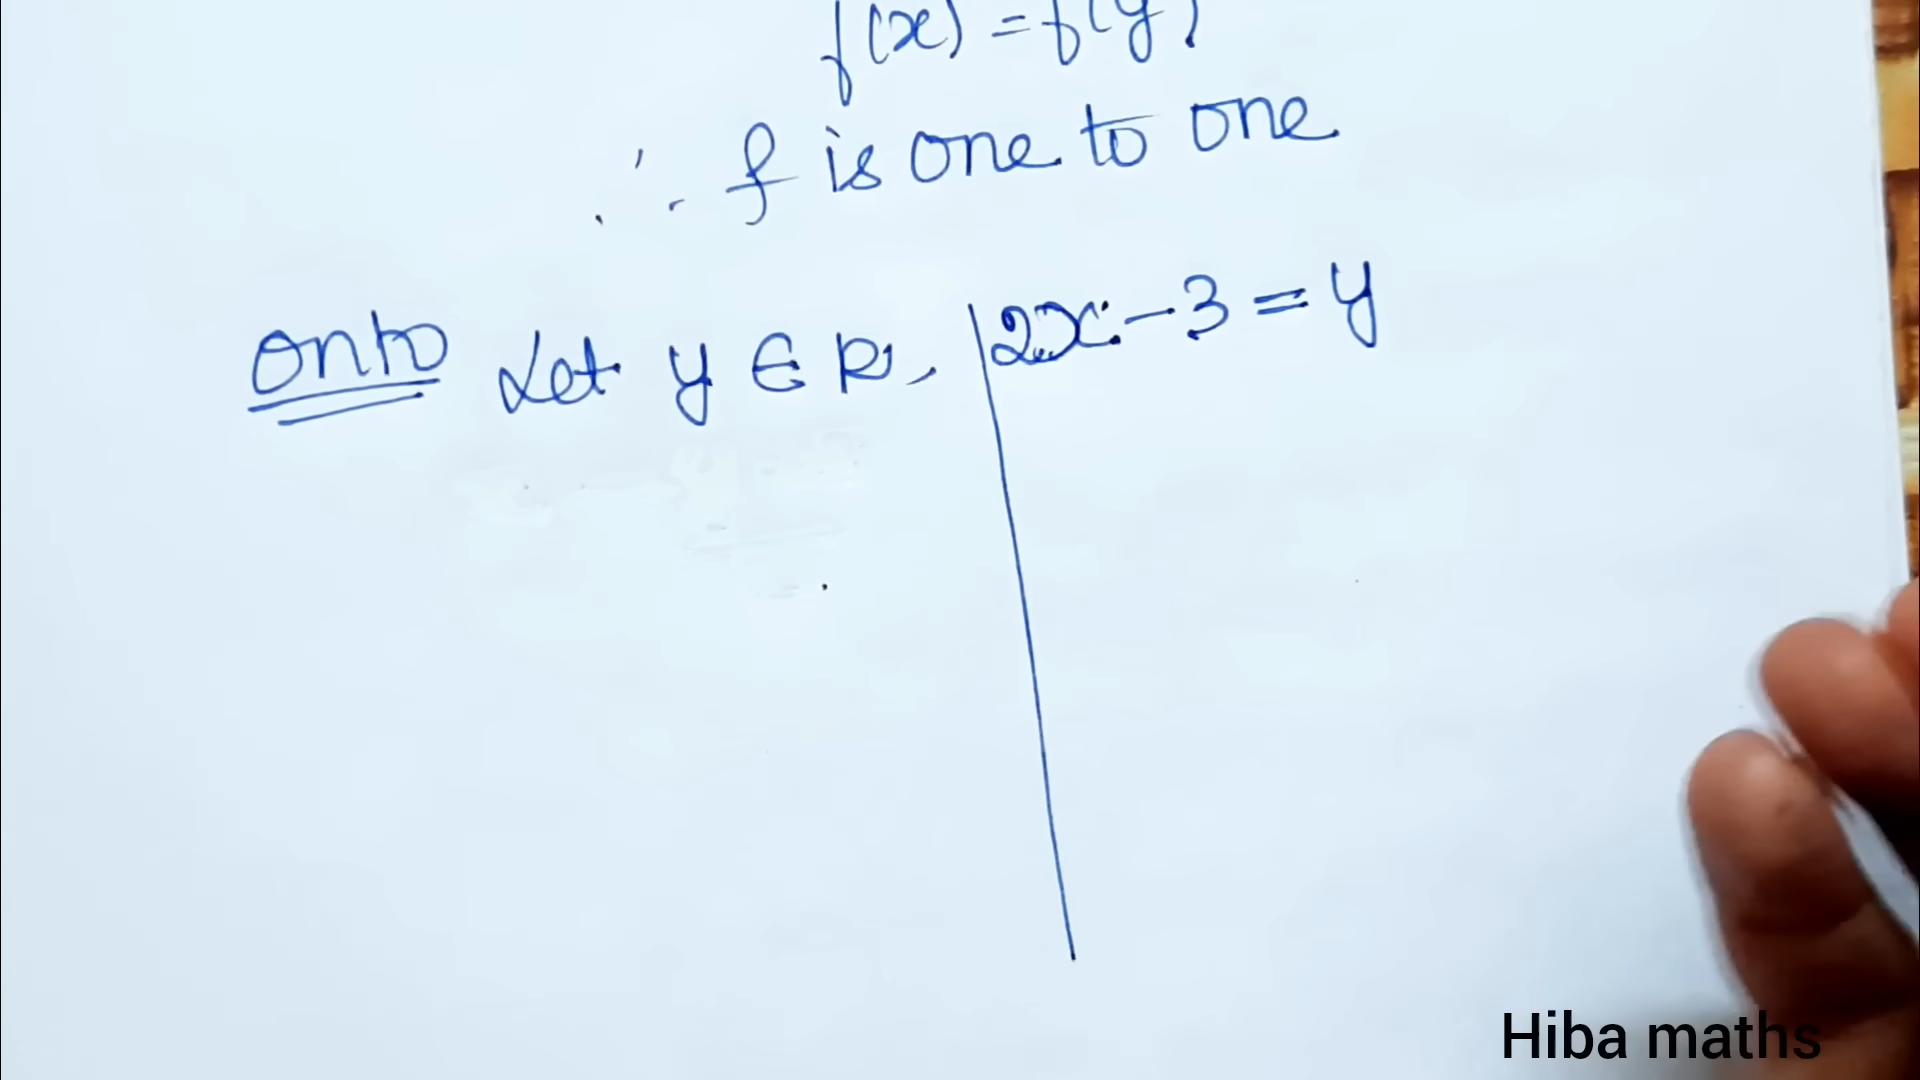 f(x) = f(y)
∴ f is one to one
Onto Let y ∈ R, | 2x - 3 = y
Hiba maths